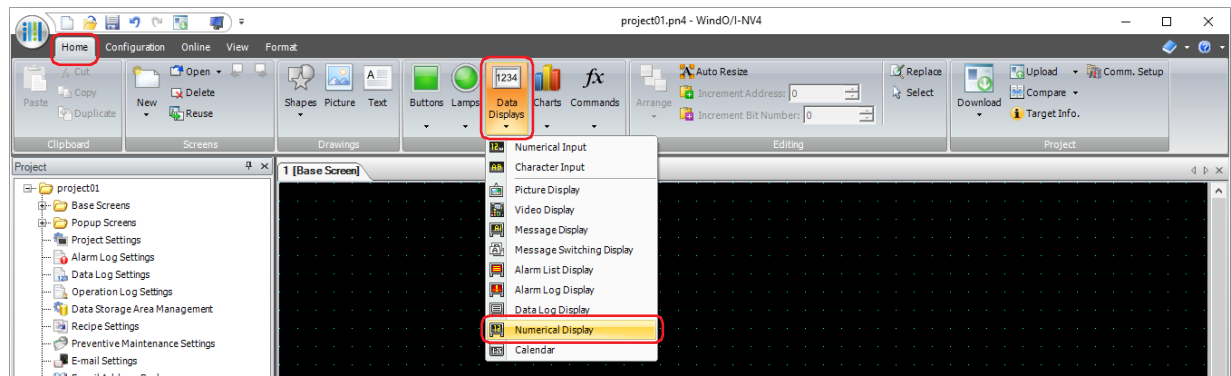 project01.pn4 - WindO/I-NV4
Home Configuration Online View Format
Cut
Copy
Duplicate
Paste
Clipboard
New
Open
Delete
Reuse
Screens
Shapes Picture Text
Drawings
Buttons Lamps
1234
Data Displays
Charts
fx
Commands
Arrange
Auto Resize
Increment Address: 0
Increment Bit Number: 0
Replace
Select
Editing
Download
Upload
Compare
Target Info.
Comm. Setup
Project
Project
project01
Base Screens
Popup Screens
Project Settings
Alarm Log Settings
Data Log Settings
Operation Log Settings
Data Storage Area Management
Recipe Settings
Preventive Maintenance Settings
E-mail Settings
1 [Base Screen]
Numerical Input
Character Input
Picture Display
Video Display
Message Display
Message Switching Display
Alarm List Display
Alarm Log Display
Data Log Display
Numerical Display
Calendar